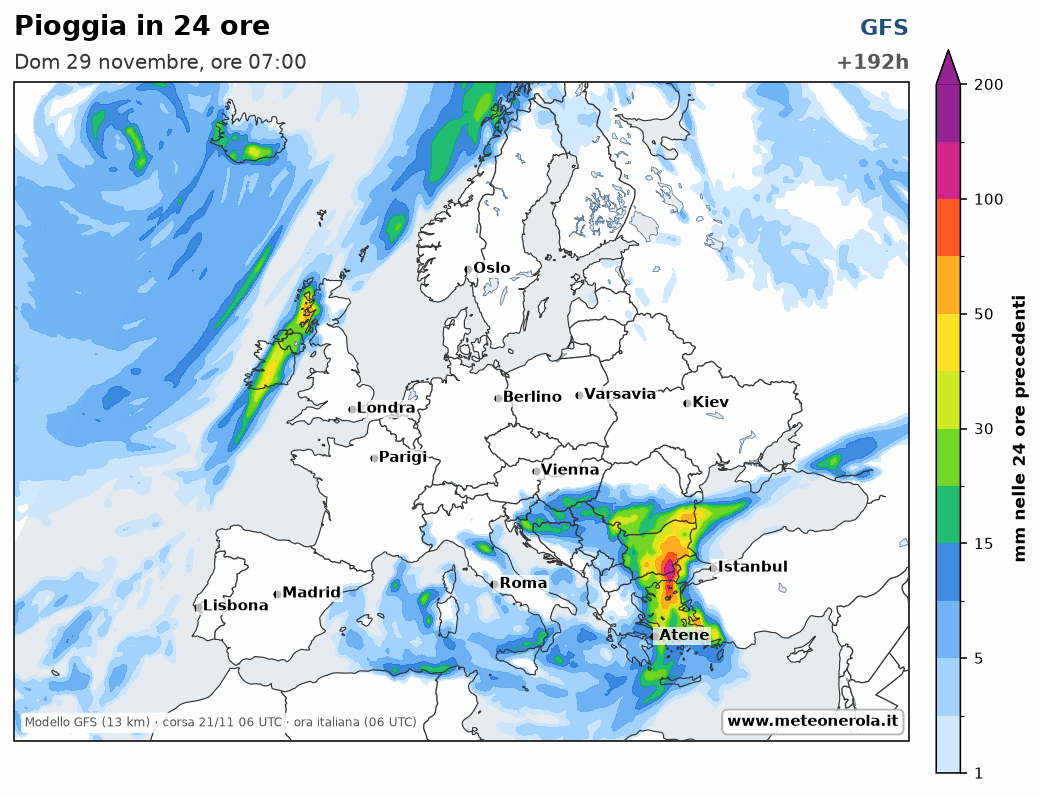 Pioggia in 24 ore
GFS
Dom 29 novembre, ore 07:00
+192h
200
100
50
30
15
5
1
mm nelle 24 ore precedenti
Oslo
Londra
Berlino
Varsavia
Kiev
Parigi
Vienna
Istanbul
Roma
Madrid
Lisbona
Atene
Modello GFS (13 km) · corsa 21/11 06 UTC · ora italiana (06 UTC)
www.meteonerola.it